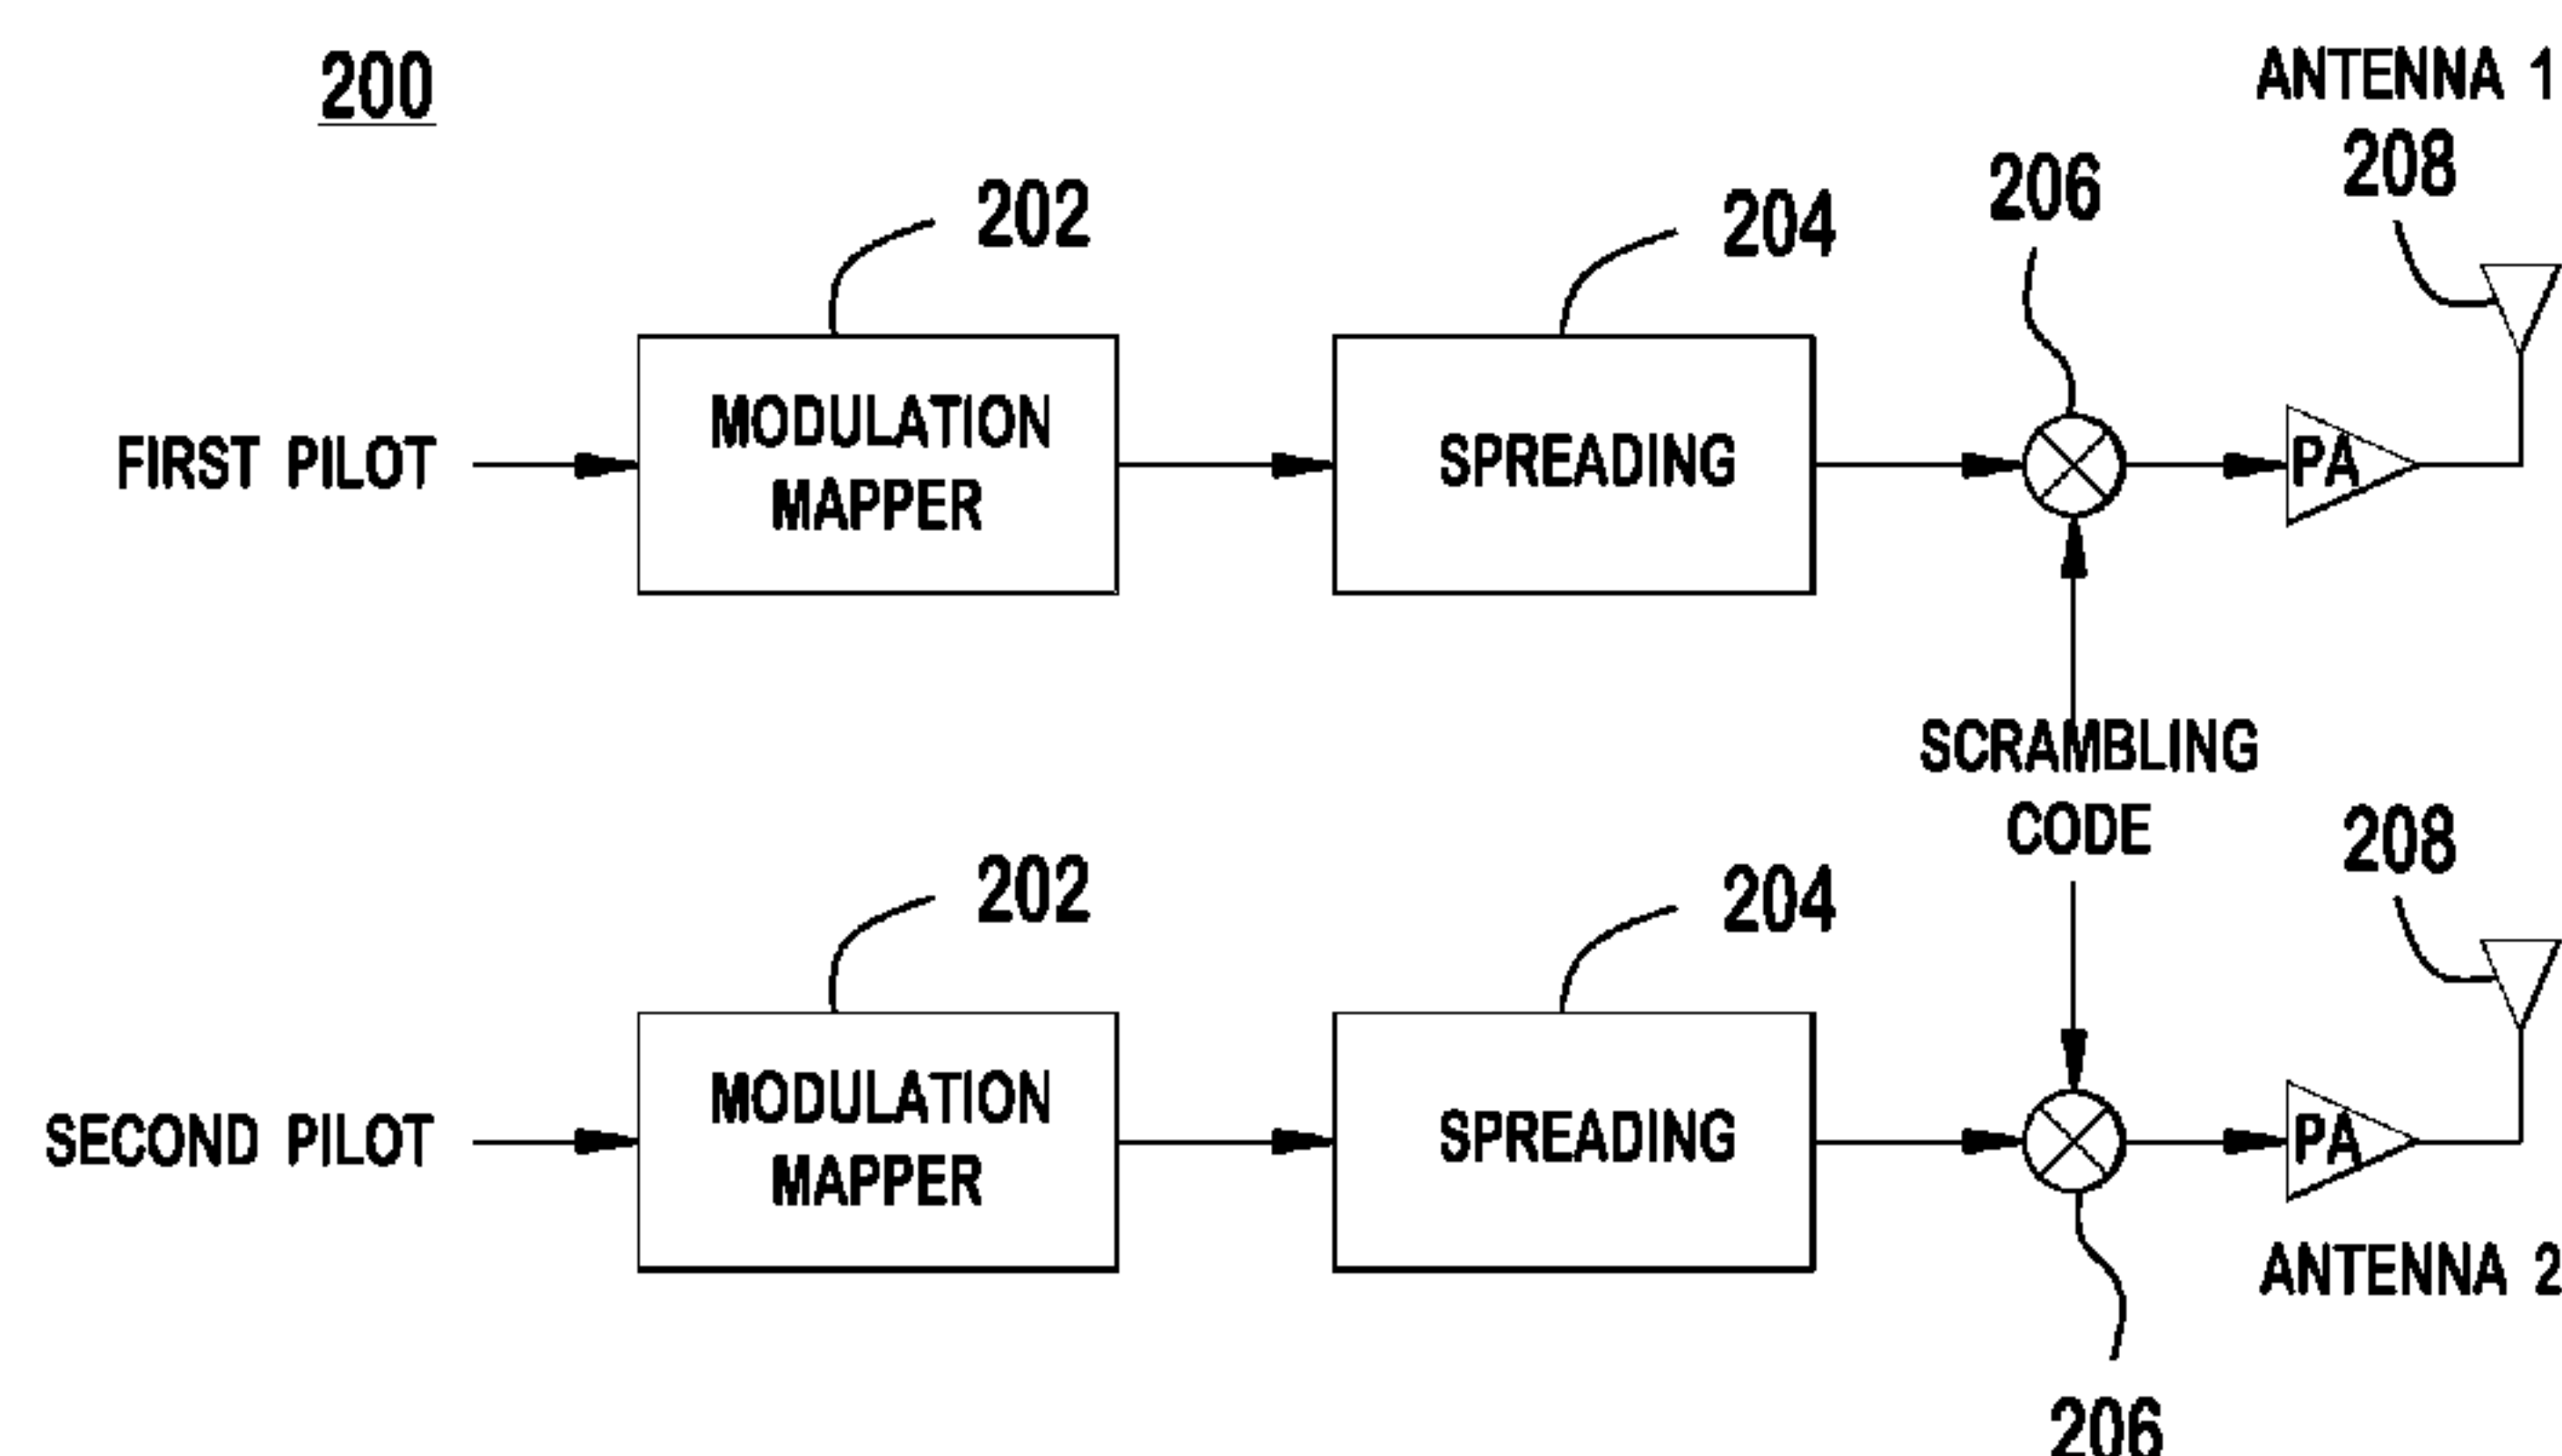 200
ANTENNA 1
208
206
202
204
FIRST PILOT
MODULATION
MAPPER
SPREADING
PA
SCRAMBLING
CODE
208
202
204
SECOND PILOT
MODULATION
MAPPER
SPREADING
PA
ANTENNA 2
206